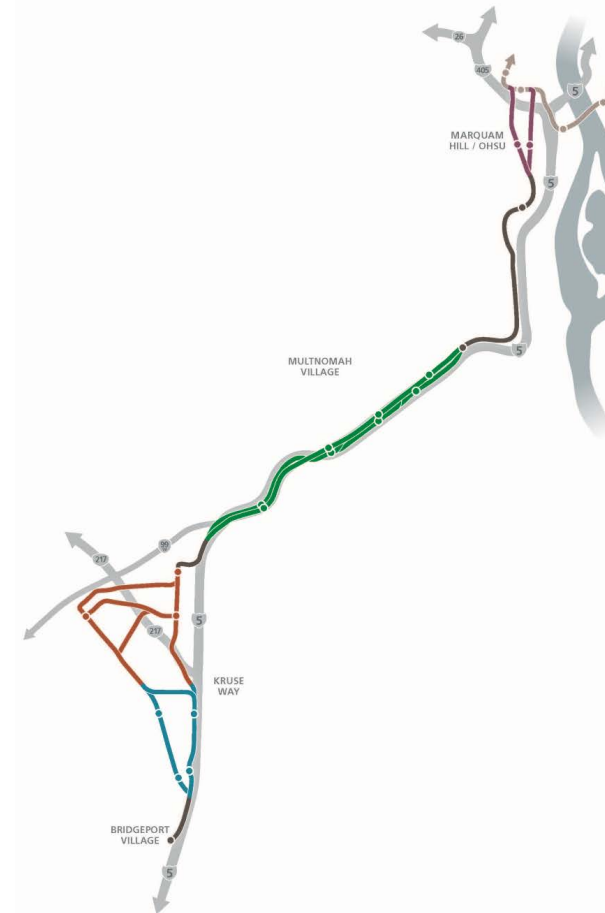 26
405
5
MARQUAM
HILL / OHSU
5
5
MULTNOMAH
VILLAGE
99
W
217
217
5
KRUSE
WAY
BRIDGEPORT
VILLAGE
5